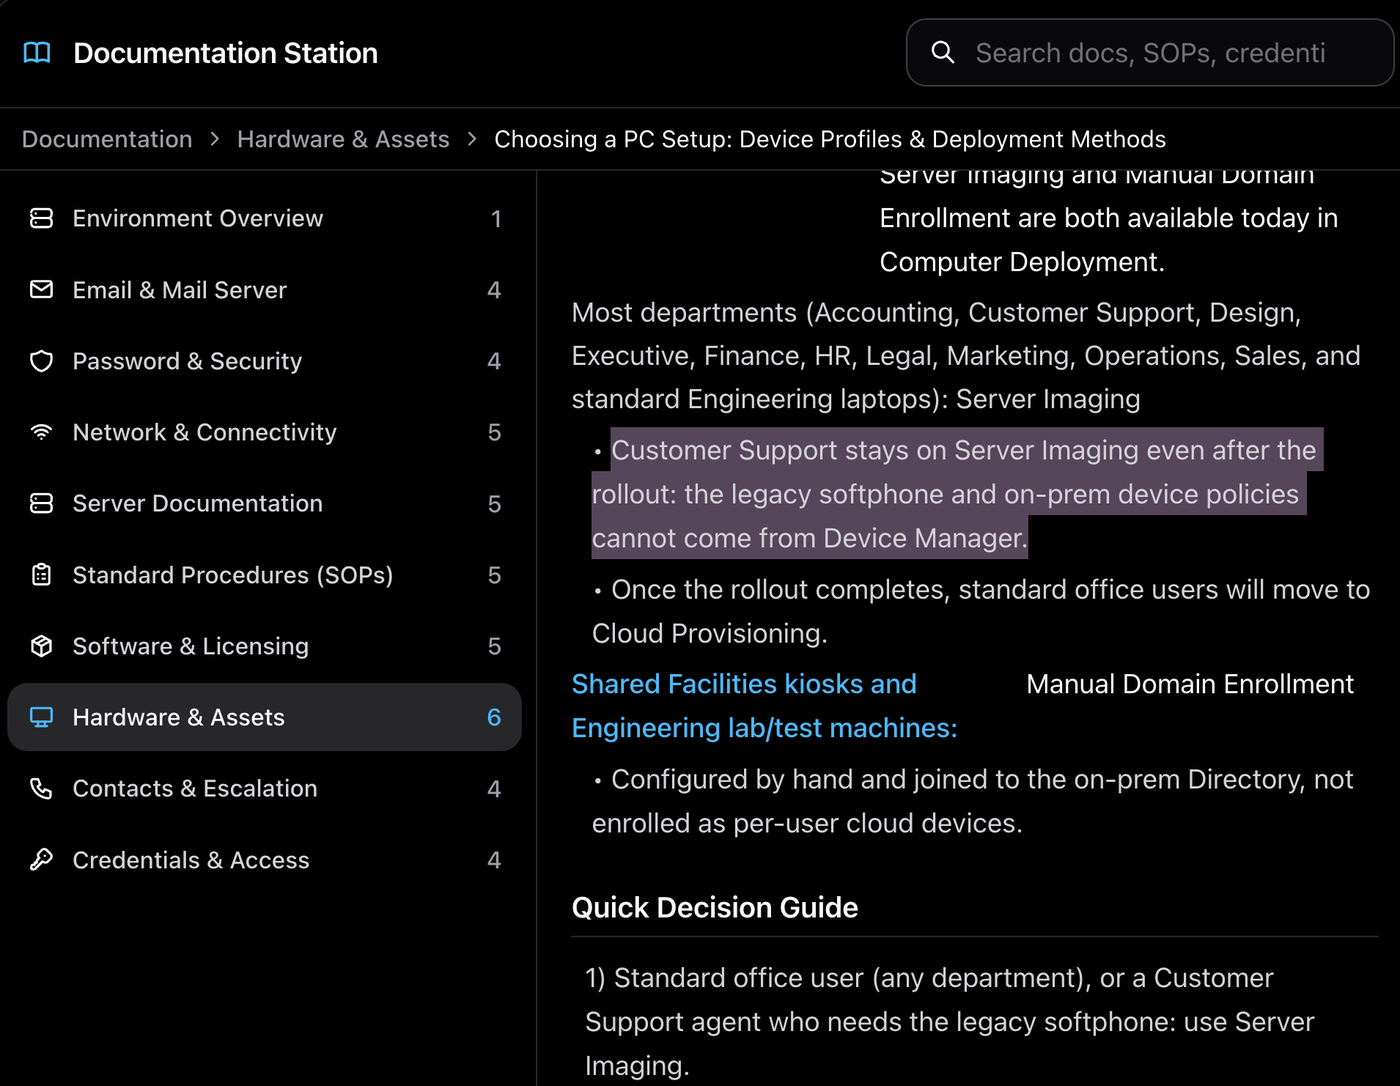 Documentation Station
Search docs, SOPs, credenti
Documentation > Hardware & Assets > Choosing a PC Setup: Device Profiles & Deployment Methods
Environment Overview 1
Email & Mail Server 4
Password & Security 4
Network & Connectivity 5
Server Documentation 5
Standard Procedures (SOPs) 5
Software & Licensing 5
Hardware & Assets 6
Contacts & Escalation 4
Credentials & Access 4
Server Imaging and Manual Domain
Enrollment are both available today in
Computer Deployment.
Most departments (Accounting, Customer Support, Design,
Executive, Finance, HR, Legal, Marketing, Operations, Sales, and
standard Engineering laptops): Server Imaging
• Customer Support stays on Server Imaging even after the
rollout: the legacy softphone and on-prem device policies
cannot come from Device Manager.
• Once the rollout completes, standard office users will move to
Cloud Provisioning.
Shared Facilities kiosks and Manual Domain Enrollment
Engineering lab/test machines:
• Configured by hand and joined to the on-prem Directory, not
enrolled as per-user cloud devices.
Quick Decision Guide
1) Standard office user (any department), or a Customer
Support agent who needs the legacy softphone: use Server
Imaging.